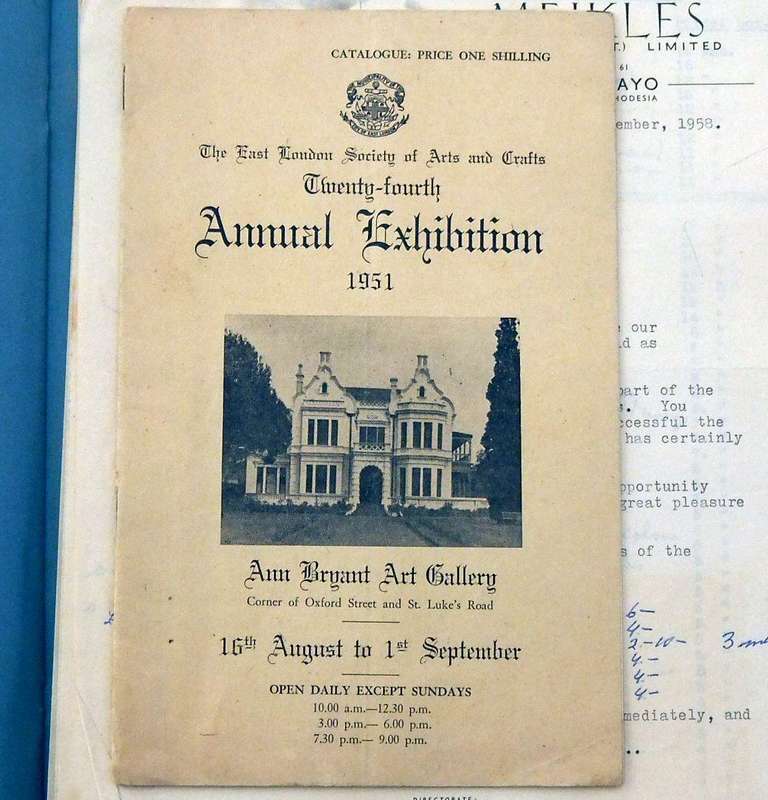 CATALOGUE: PRICE ONE SHILLING
The East London Society of Arts and Crafts
Twenty-fourth
Annual Exhibition
1951
Ann Bryant Art Gallery
Corner of Oxford Street and St. Luke's Road
16th August to 1st September
OPEN DAILY EXCEPT SUNDAYS
10.00 a.m.—12.30 p.m.
3.00 p.m.— 6.00 p.m.
7.30 p.m.— 9.00 p.m.
MEIKLES
LIMITED
61
AYO
HODESIA
ember, 1958.
our
d as
part of the
You
ccessful the
has certainly
pportunity
great pleasure
s of the
6-
4-
2-10-
4-
4-
4-
mediately, and
DIRECTORATE: